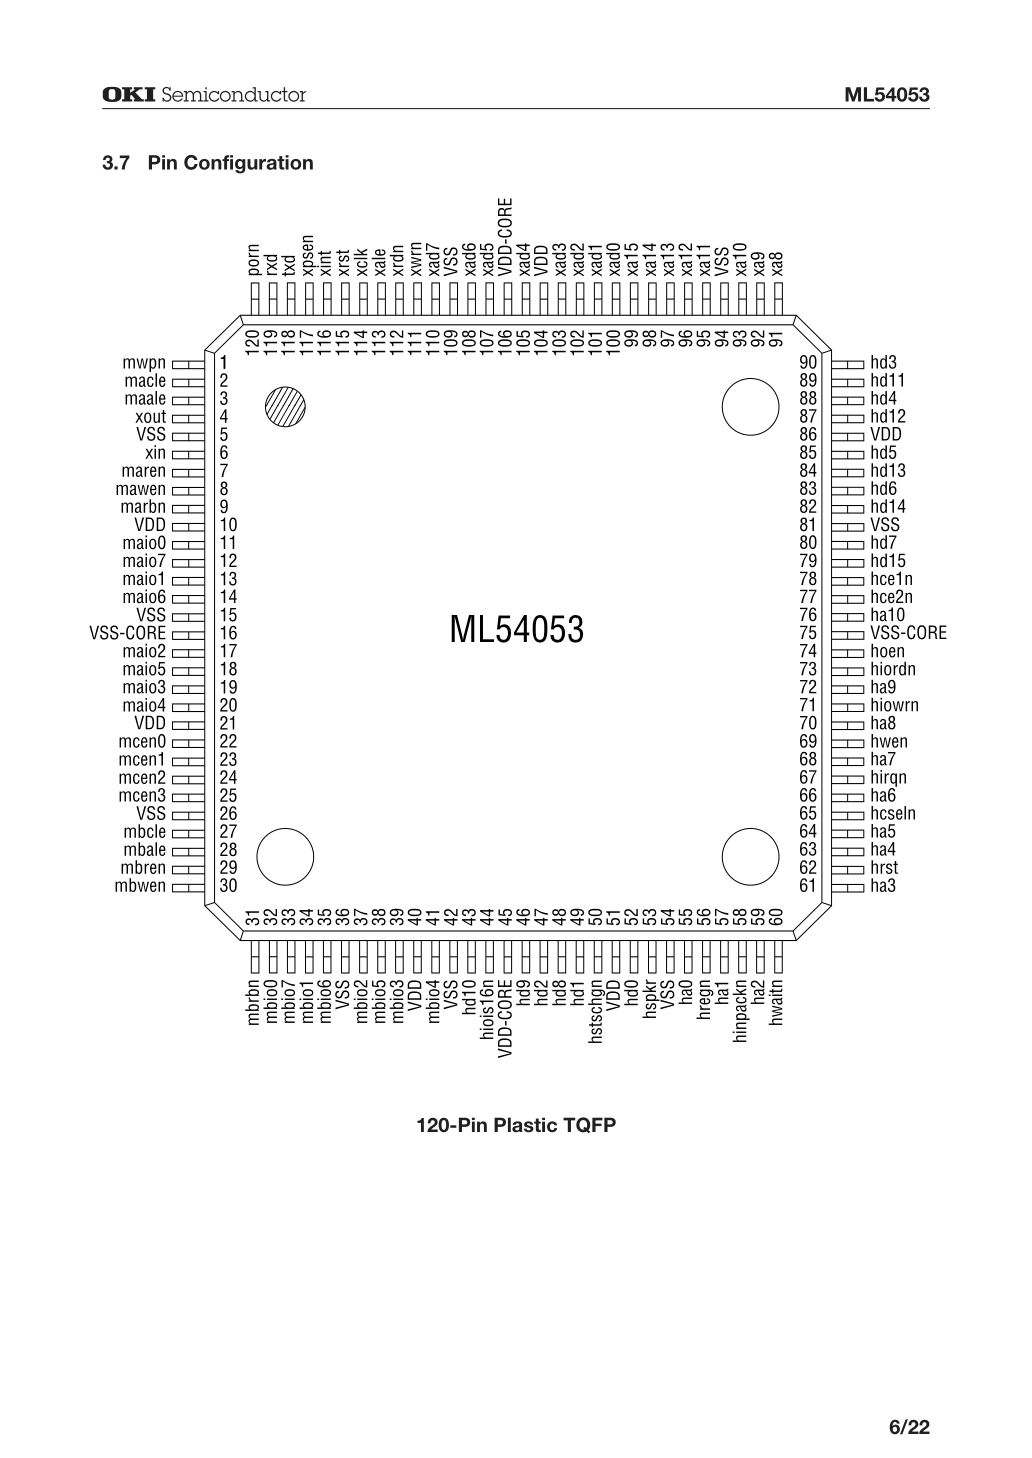 OKI Semiconductor ML54053
3.7 Pin Configuration
porn rxd txd xpsen xint xrst xclk xale xrdn xwrn xad7 VSS xad6 xad5 VDD-CORE xad4 VDD xad3 xad2 xad1 xad0 xa15 xa14 xa13 xa12 xa11 VSS xa10 xa9 xa8
120 119 118 117 116 115 114 113 112 111 110 109 108 107 106 105 104 103 102 101 100 99 98 97 96 95 94 93 92 91
mwpn 1 90 hd3
macle 2 89 hd11
maale 3 88 hd4
xout 4 87 hd12
VSS 5 86 VDD
xin 6 85 hd5
maren 7 84 hd13
mawen 8 83 hd6
marbn 9 82 hd14
VDD 10 81 VSS
maio0 11 80 hd7
maio7 12 79 hd15
maio1 13 78 hce1n
maio6 14 77 hce2n
VSS 15 76 ha10
VSS-CORE 16 75 VSS-CORE
maio2 17 74 hoen
maio5 18 73 hiordn
maio3 19 72 ha9
maio4 20 71 hiowrn
VDD 21 70 ha8
mcen0 22 69 hwen
mcen1 23 68 ha7
mcen2 24 67 hirqn
mcen3 25 66 ha6
VSS 26 65 hcseln
mbcle 27 64 ha5
mbale 28 63 ha4
mbren 29 62 hrst
mbwen 30 61 ha3
ML54053
31 32 33 34 35 36 37 38 39 40 41 42 43 44 45 46 47 48 49 50 51 52 53 54 55 56 57 58 59 60
mbrbn mbio0 mbio7 mbio1 mbio6 VSS mbio2 mbio5 mbio3 VDD mbio4 VSS hd10 hiois16n VDD-CORE hd9 hd2 hd8 hd1 hstschgn VDD hd0 hspkr VSS ha0 hregn ha1 hinpackn ha2 hwaitn
120-Pin Plastic TQFP
6/22